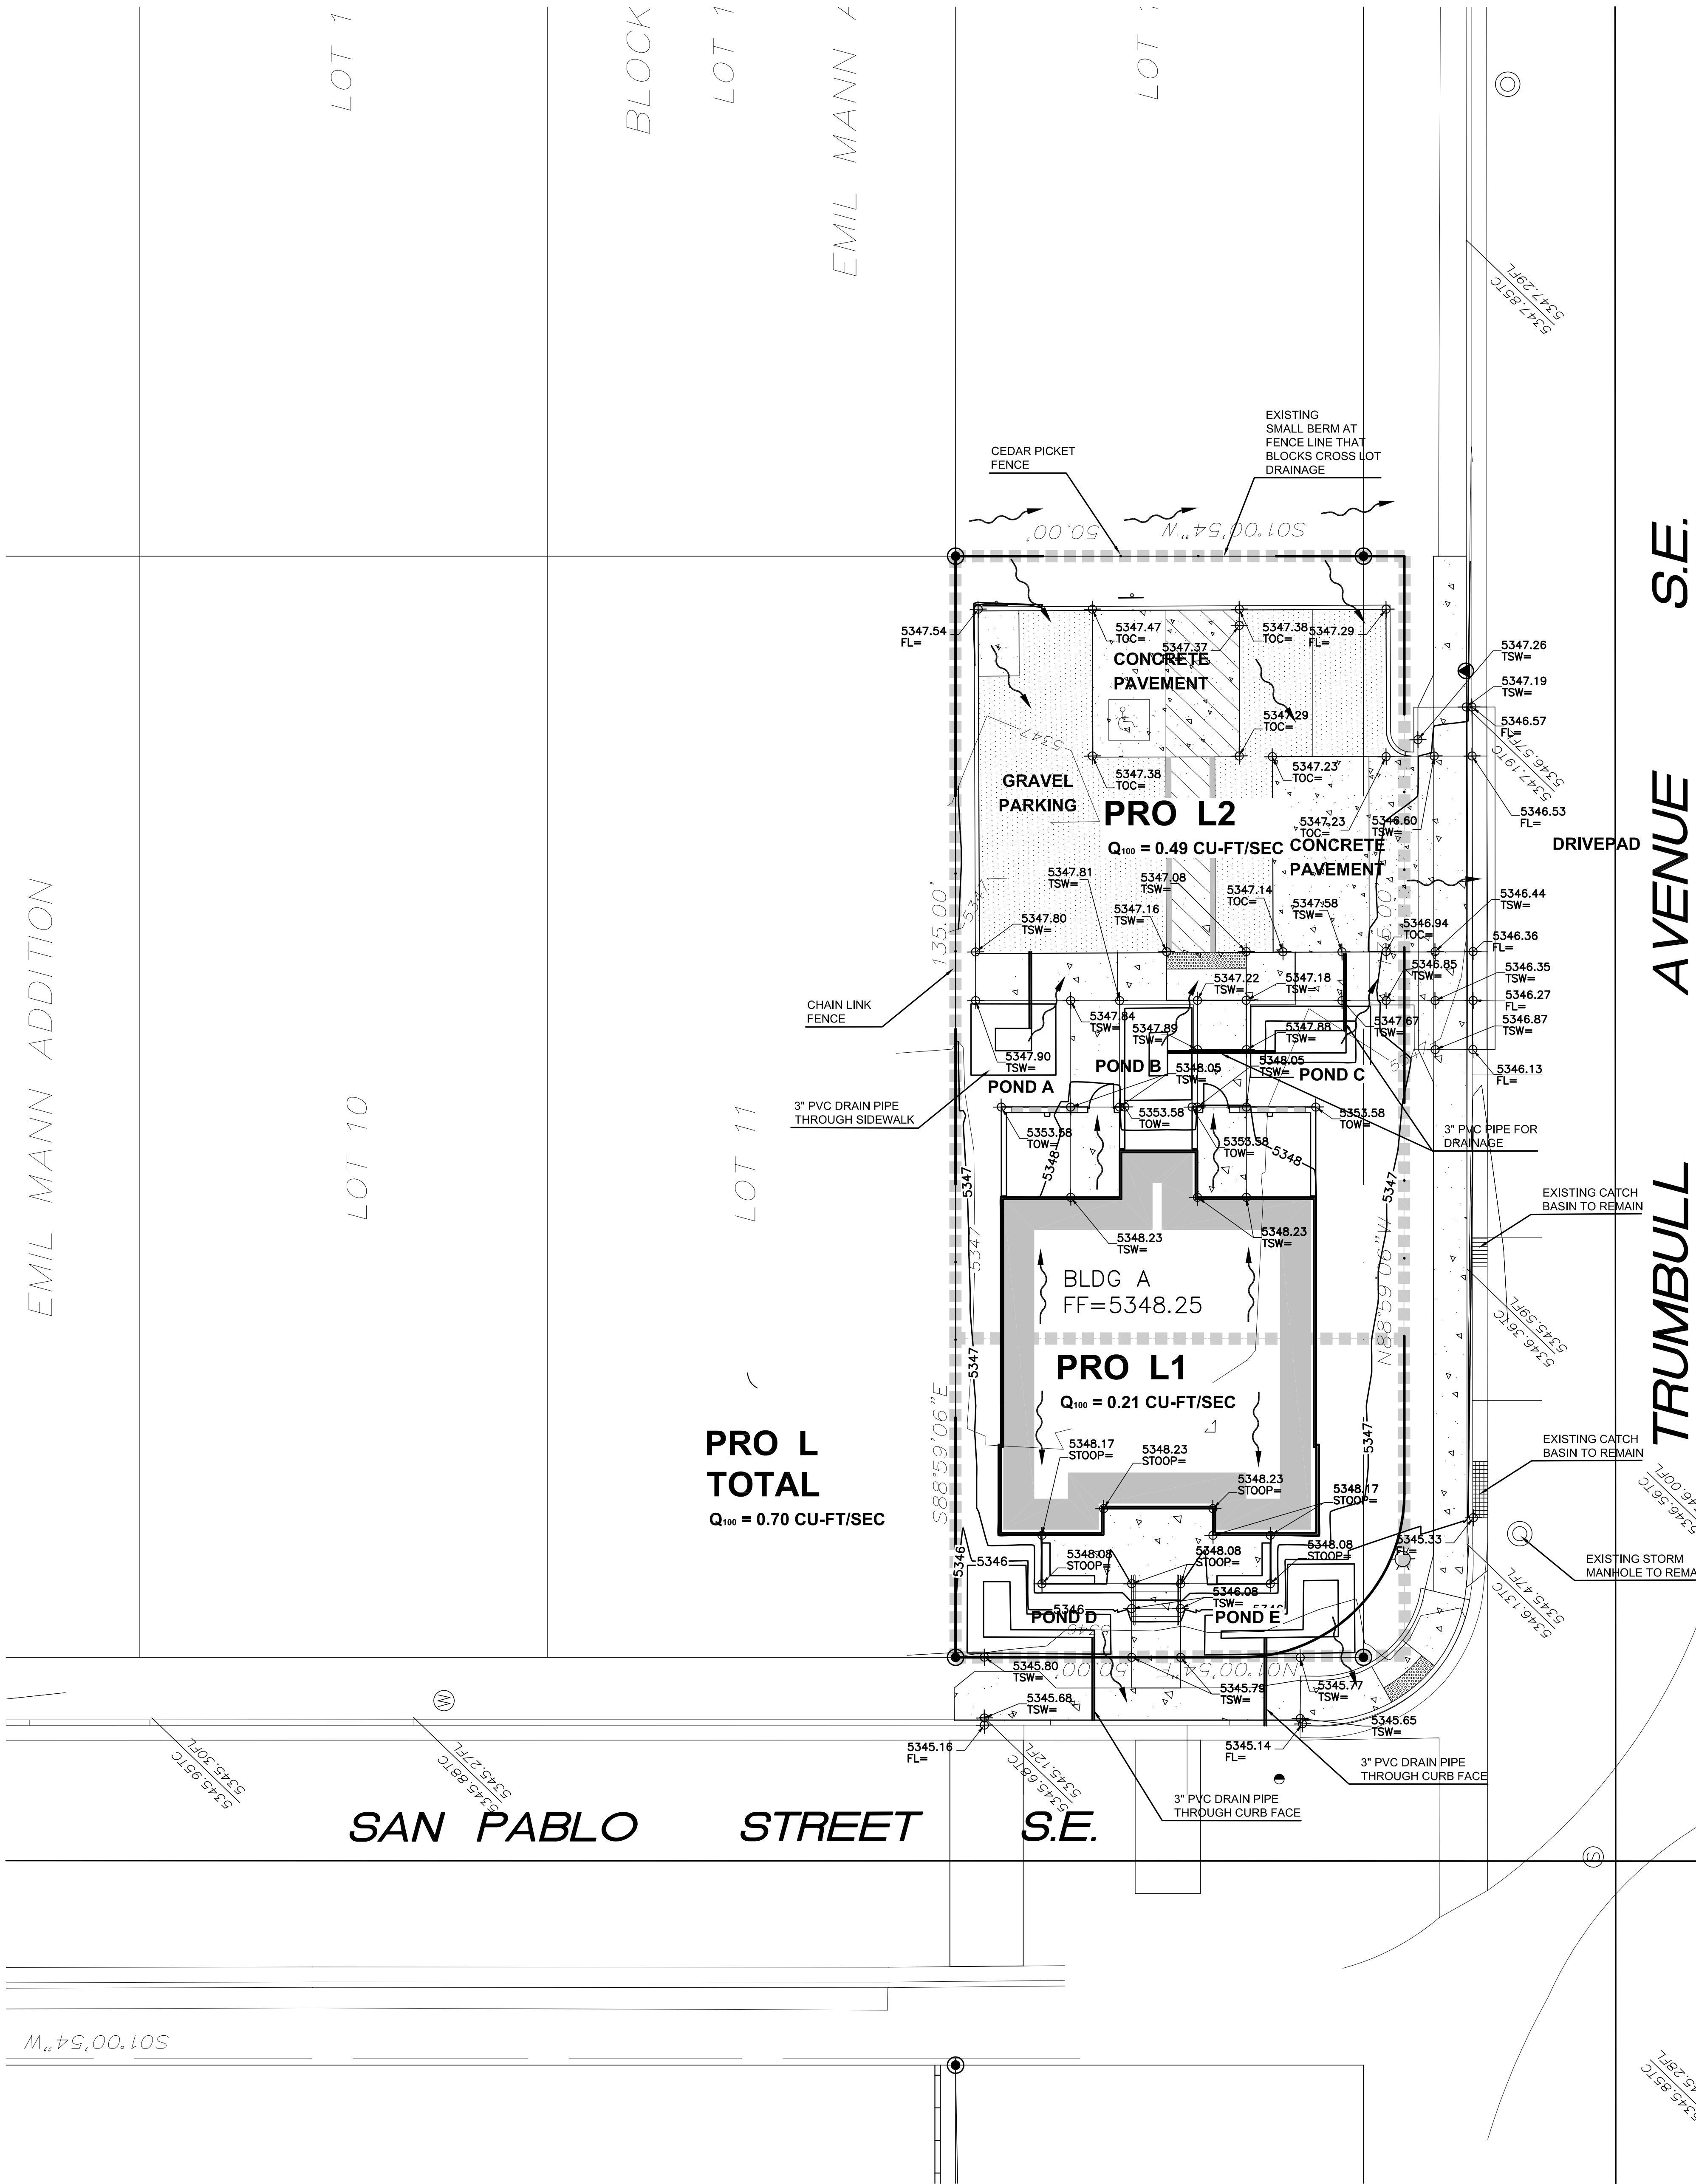 LOT 1
BLOCK
LOT 1
EMIL MANN A
LOT 1
5347.85TC
5347.29FL
CEDAR PICKET
FENCE
EXISTING
SMALL BERM AT
FENCE LINE THAT
BLOCKS CROSS LOT
DRAINAGE
50.00'
S01°00'54"W
5347.54
FL=
5347.47
TOC=
5347.37
5347.38
TOC=
5347.29
FL=
CONCRETE
PAVEMENT
5347.26
TSW=
5347.19
TSW=
5346.57
FL=
5347.19TC
5346.57FL
5347.29
TOC=
5347
5347.38
TOC=
5347.23
TOC=
GRAVEL
PARKING
PRO L2
Q100 = 0.49 CU-FT/SEC
5347.23
TOC=
5346.60
TSW=
5346.53
FL=
CONCRETE
PAVEMENT
DRIVEPAD
5347.81
TSW=
5347.08
TSW=
5347.14
TOC=
5347.58
TSW=
5346.44
TSW=
135.00'
5347
5347.80
TSW=
5347.16
TSW=
135.00'
5346.94
TOC=
5346.36
FL=
5346.85
TSW=
5346.35
TSW=
5347.22
TSW=
5347.18
TSW=
5346.27
FL=
CHAIN LINK
FENCE
5347.84
TSW=
5347.89
TSW=
5347.88
TSW=
5347.67
TSW=
5346.87
TSW=
5347.90
TSW=
POND A
POND B
5348.05
TSW=
5348.05
TSW=
POND C
5347
5346.13
FL=
3" PVC DRAIN PIPE
THROUGH SIDEWALK
5353.58
TOW=
5353.58
TOW=
5353.58
TOW=
5353.58
TOW=
3" PVC PIPE FOR
DRAINAGE
5348
5348
5347
5347
EXISTING CATCH
BASIN TO REMAIN
5348.23
TSW=
5348.23
TSW=
5347
N88°59'06"W
BLDG A
FF=5348.25
5346.36TC
5345.59FL
5347
PRO L1
Q100 = 0.21 CU-FT/SEC
S88°59'06"E
5347
PRO L
TOTAL
Q100 = 0.70 CU-FT/SEC
5348.17
STOOP=
5348.23
STOOP=
5348.23
STOOP=
5348.17
STOOP=
EXISTING CATCH
BASIN TO REMAIN
5346.56TC
5346
5346
5348.08
STOOP=
5348.08
STOOP=
5348.08
STOOP=
5345.33
FL=
EXISTING STORM
MANHOLE TO REMA
5346.08
TSW=
5346
POND D
5346
POND E
5346
5346.13TC
5345.47FL
50.00'
N01°00'54"E
5345.80
TSW=
5345.68
TSW=
5345.79
TSW=
5345.77
TSW=
5345.65
TSW=
5345.16
FL=
5345.14
FL=
5345.68TC
5345.12FL
3" PVC DRAIN PIPE
THROUGH CURB FACE
3" PVC DRAIN PIPE
THROUGH CURB FACE
5345.95TC
5345.30FL
5345.88TC
5345.27FL
W
S
SAN PABLO STREET S.E.
TRUMBULL AVENUE S.E.
EMIL MANN ADDITION
LOT 10
LOT 11
S01°00'54"W
5345.85TC